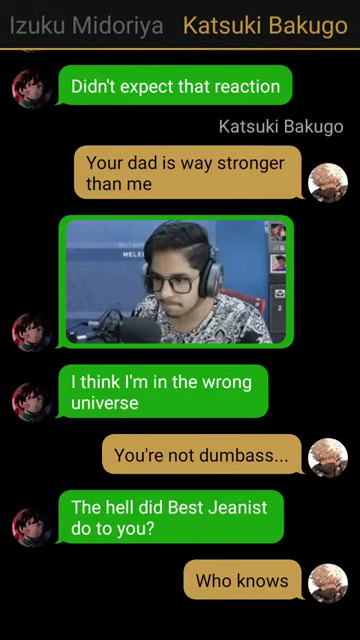 Izuku Midoriya Katsuki Bakugo
Didn't expect that reaction
Katsuki Bakugo
Your dad is way stronger
than me
MELE
I think I'm in the wrong
universe
You're not dumbass...
The hell did Best Jeanist
do to you?
Who knows